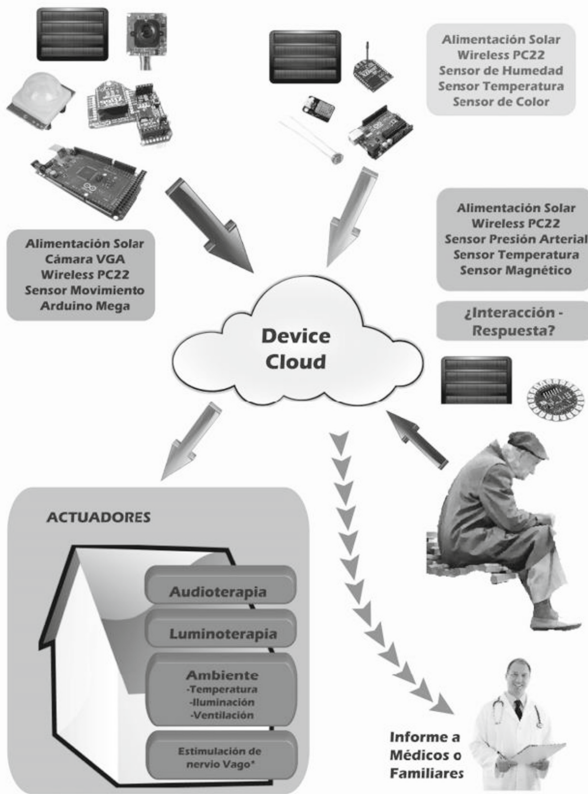 Alimentación Solar
Wireless PC22
Sensor de Humedad
Sensor Temperatura
Sensor de Color
Alimentación Solar
Cámara VGA
Wireless PC22
Sensor Movimiento
Arduino Mega
Alimentación Solar
Wireless PC22
Sensor Presión Arterial
Sensor Temperatura
Sensor Magnético
¿Interacción -
Respuesta?
Device
Cloud
ACTUADORES
Audioterapia
Luminoterapia
Ambiente
-Temperatura
-Iluminación
-Ventilación
Estimulación de
nervio Vago*
Informe a
Médicos o
Familiares